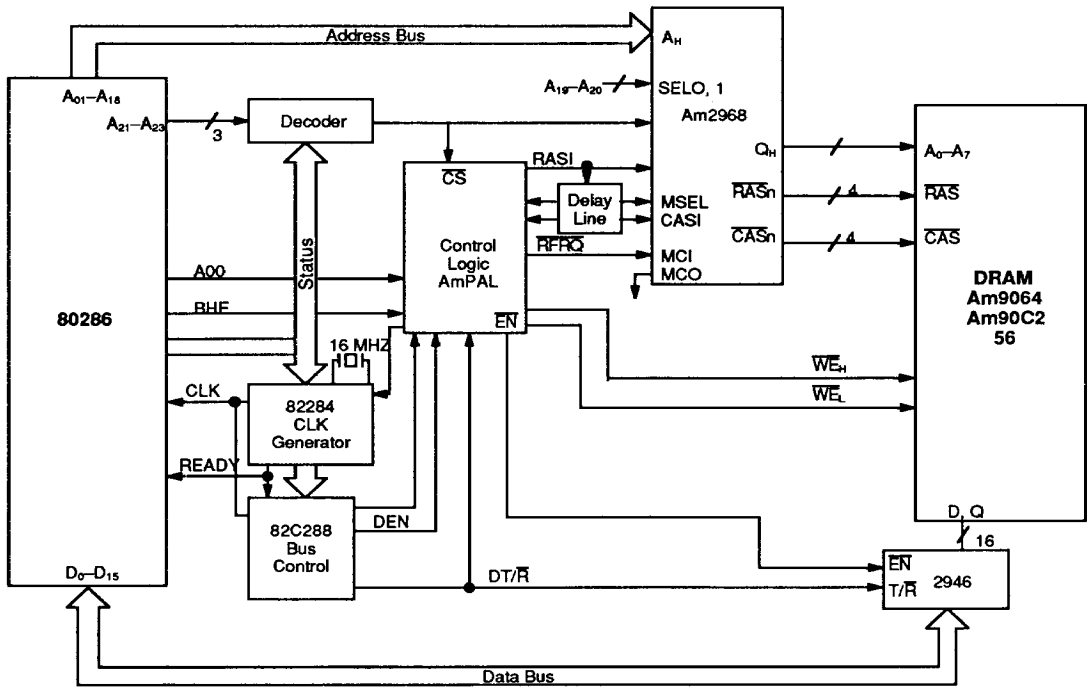 Address Bus
A01–A18
A21–A23
3
Decoder
A19–A20
AH
SELO, 1
Am2968
QH
A0–A7
RASI
CS
Delay
Line
MSEL
CASI
RASn
4
RAS
CASn
4
CAS
RFRQ
MCI
MCO
Control
Logic
AmPAL
EN
Status
A00
BHE
80286
DRAM
Am9064
Am90C2
56
16 MHZ
CLK
82284
CLK
Generator
WEH
WEL
READY
82C288
Bus
Control
DEN
DT/R
D0–D15
D, Q
16
EN
T/R
2946
Data Bus